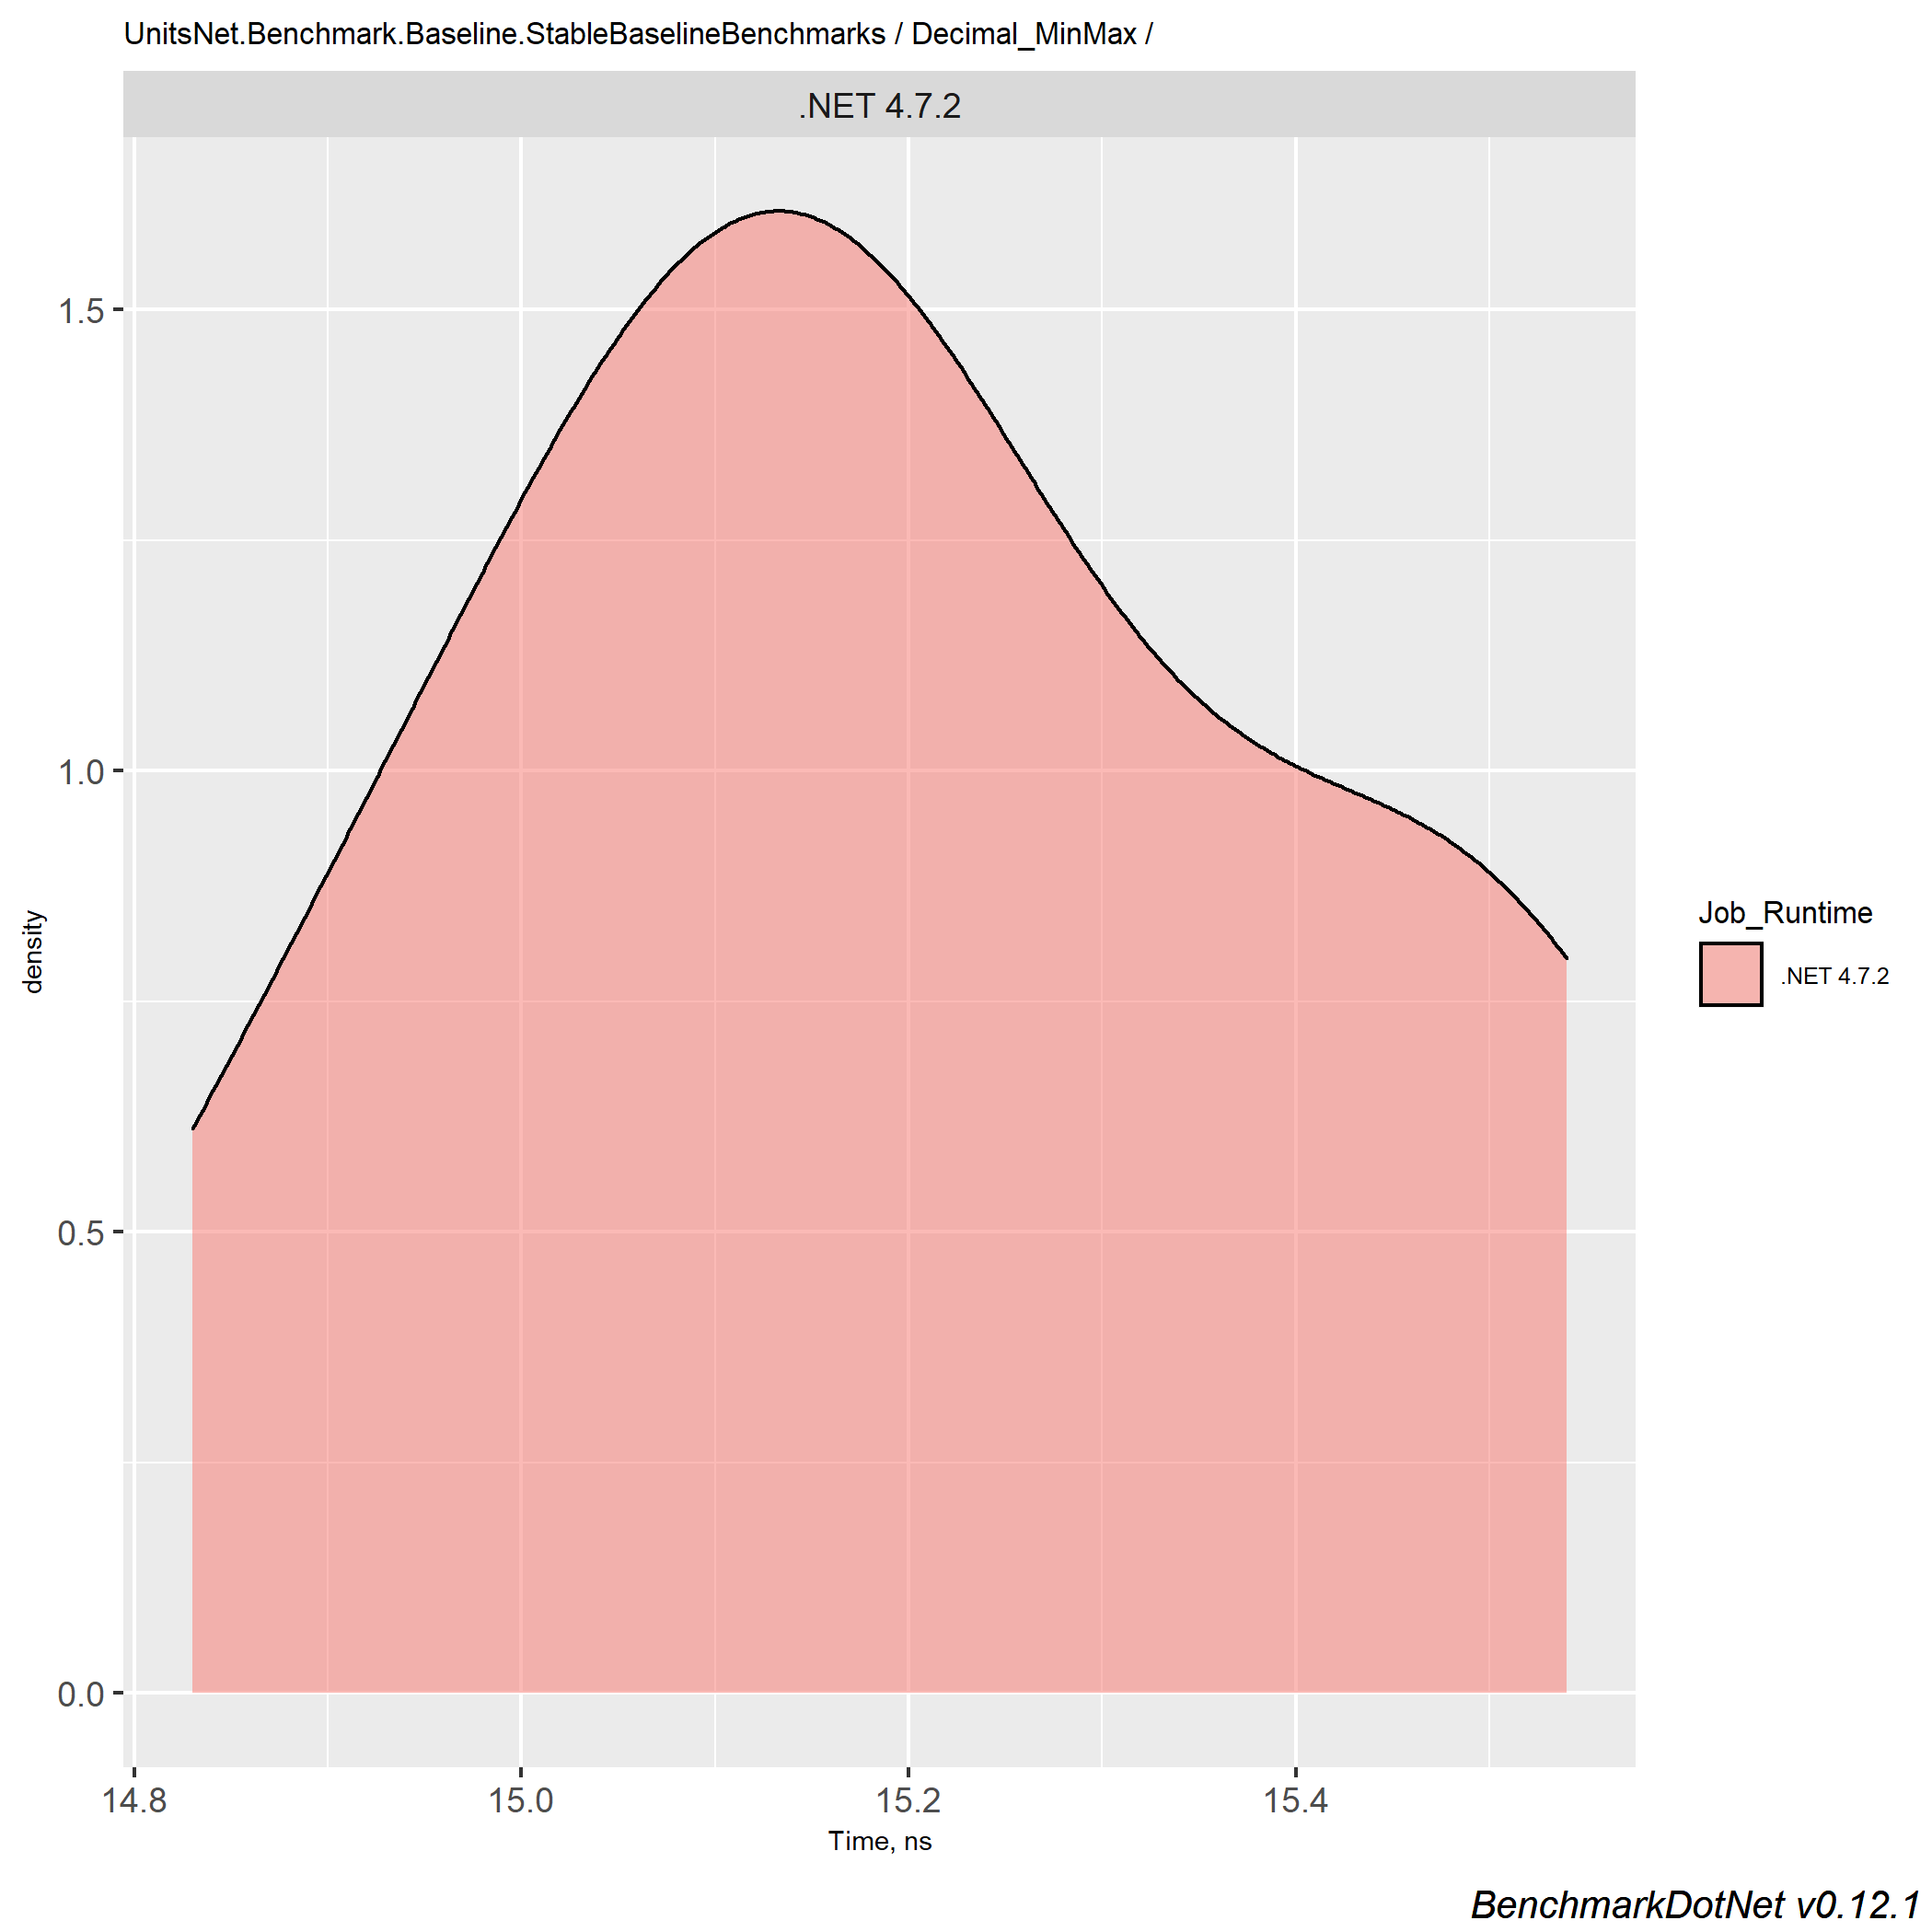 UnitsNet.Benchmark.Baseline.StableBaselineBenchmarks / Decimal_MinMax /
.NET 4.7.2
1.5
1.0
0.5
0.0
density
14.8 15.0 15.2 15.4
Time, ns
Job_Runtime
.NET 4.7.2
BenchmarkDotNet v0.12.1